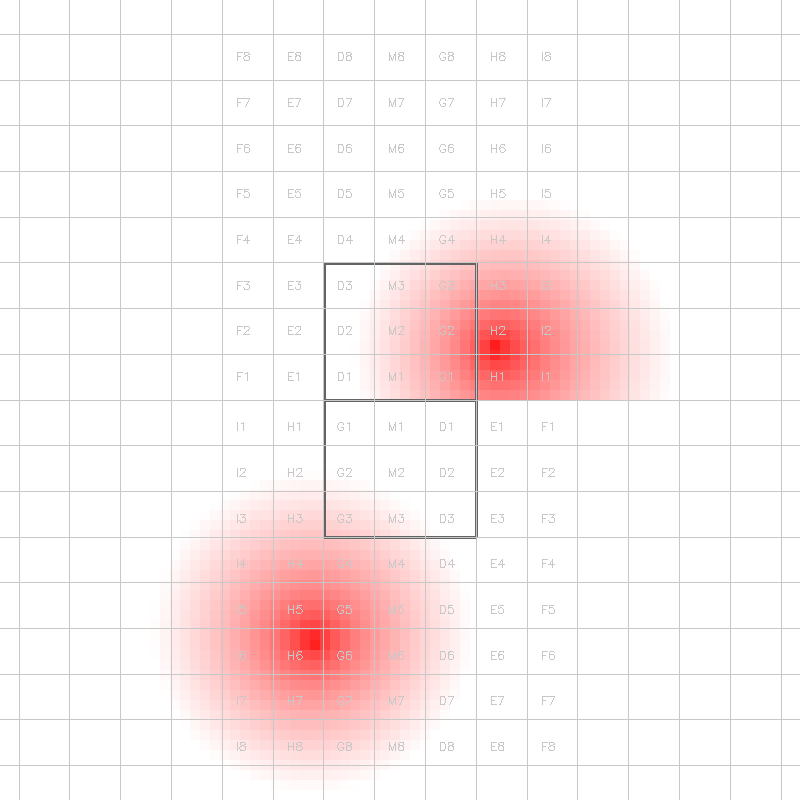 F8 E8 D8 M8 G8 H8 I8
F7 E7 D7 M7 G7 H7 I7
F6 E6 D6 M6 G6 H6 I6
F5 E5 D5 M5 G5 H5 I5
F4 E4 D4 M4 G4 H4 I4
F3 E3 D3 M3 G3 H3
F2 E2 D2 M2 G2 H2 I2
F1 E1 D1 M1 G1 H1 I1
I1 H1 G1 M1 D1 E1 F1
I2 H2 G2 M2 D2 E2 F2
I3 H3 G3 M3 D3 E3 F3
I4 H4 G4 M4 D4 E4 F4
H5 G5 D5 E5 F5
H6 G6 D6 E6 F6
I7 H7 G7 M7 D7 E7 F7
I8 H8 G8 M8 D8 E8 F8